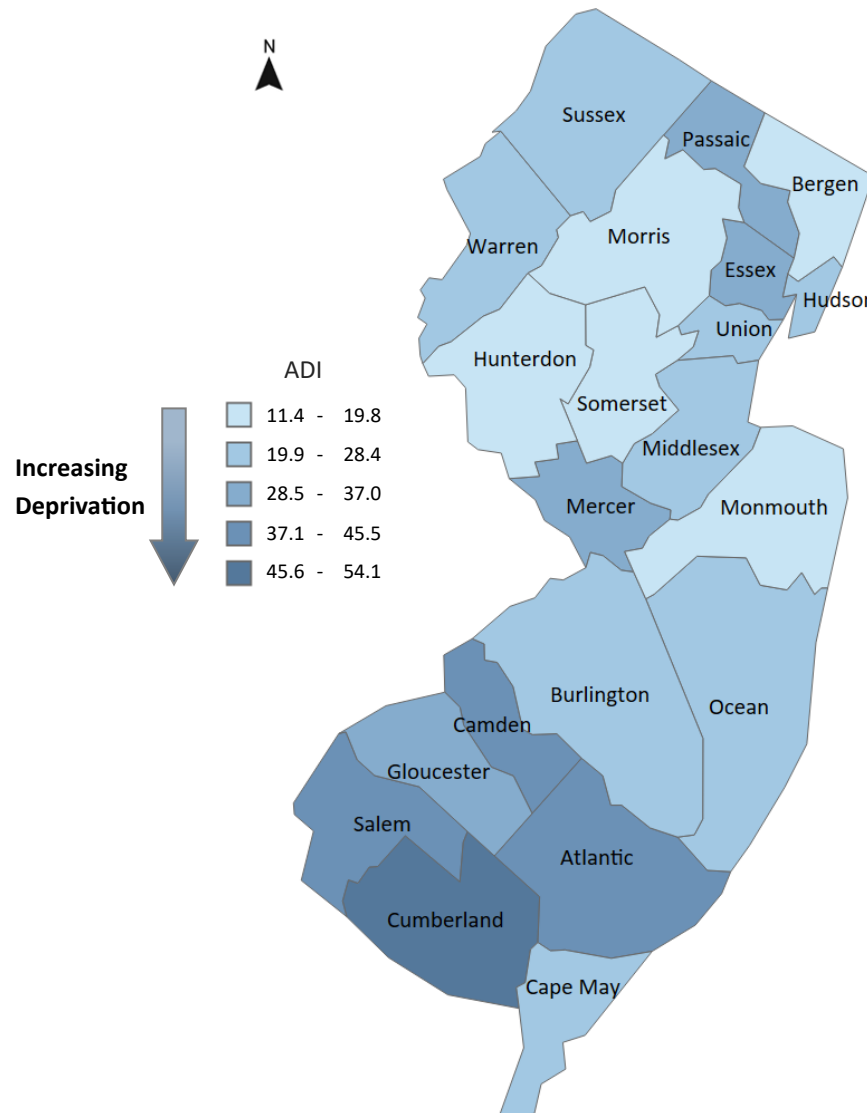 N
Sussex
Passaic
Bergen
Warren
Morris
Essex
Hudson
Union
Hunterdon
Somerset
Middlesex
Mercer
Monmouth
ADI
11.4 - 19.8
19.9 - 28.4
28.5 - 37.0
37.1 - 45.5
45.6 - 54.1
Increasing
Deprivation
Burlington
Ocean
Camden
Gloucester
Salem
Atlantic
Cumberland
Cape May